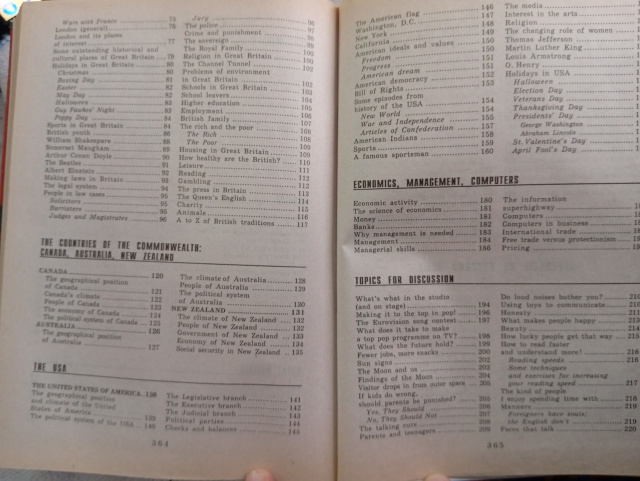 Wars with France 75
London (general) 76
London and its places
of interest 77
Some outstanding historical and
cultural places of Great Britain 79
Holidays in Great Britain 80
Christmas 80
Boxing Day 81
Easter 82
May Day 82
Halloween 83
Guy Fawkes' Night 83
Poppy Day 84
Sports in Great Britain 84
British youth 86
William Shakespeare 88
Somerset Maugham 89
Arthur Conan Doyle 90
The Beatles 91
Albert Einstein 92
Making laws in Britain 93
The legal system 94
People in law cases 95
Solicitors 95
Barristers 95
Judges and Magistrates 96
Jury 96
The police
Crime and punishment
The sovereign
The Royal Family
Religion in Great Britain
The Channel Tunnel
Problems of environment
in Great Britain
Schools in Great Britain
School leavers
Higher education
Employment
British family
The rich and the poor
The Rich
The Poor
Housing in Great Britain 109
How healthy are the British? 110
Leisure 111
Reading 112
Gambling 112
The press in Britain 113
The Queen's English 114
Charity 115
Animals 116
A to Z of British traditions 117
THE COUNTRIES OF THE COMMONWEALTH:
CANADA, AUSTRALIA, NEW ZEALAND
CANADA 120
The geographical position
of Canada 121
Canada's climate 122
People of Canada 123
The economy of Canada 124
The political system of Canada 125
AUSTRALIA 126
The geographical position
of Australia 127
The climate of Australia 128
People of Australia 129
The political system
of Australia 130
NEW ZEALAND 131
The climate of New Zealand 132
People of New Zealand 132
Government of New Zealand 133
Economy of New Zealand 134
Social security in New Zealand 135
THE USA
THE UNITED STATES OF AMERICA 138
The geographical position
and climate of the United
States of America 139
The political system of the USA 140
The Legislative branch 141
The Executive branch 142
The Judicial branch 143
Political parties 144
Checks and balances 145
364
The American flag 146
Washington, D.C. 147
New York 148
California 149
American ideals and values 150
Freedom 150
Progress 151
American dream 152
American democracy 152
Bill of Rights 153
Some episodes from
history of the USA 154
New World 154
War and Independence 155
Articles of Confederation 157
American Indians 158
Sports 159
A famous sportsman 160
The media
Interest in the arts
Religion
The changing role of women
Thomas Jefferson
Martin Luther King
Louis Armstrong
O. Henry
Holidays in USA
Halloween
Election Day
Veterans Day
Thanksgiving Day
Presidents' Day
George Washington
Abraham Lincoln
St. Valentine's Day
April Fool's Day
ECONOMICS, MANAGEMENT, COMPUTERS
Economic activity 180
The science of economics 181
Money 181
Banks 182
Why management is needed 183
Management 184
Managerial skills 186
The information
superhighway
Computers
Computers in business
International trade
Free trade versus protectionism
Pricing
TOPICS FOR DISCUSSION
What's what in the studio
(and on stage) 194
Making it to the top in pop! 196
The Eurovision song contest 197
What does it take to make
a top pop programme on TV? 198
What does the future hold? 199
Fewer jobs, more snacks 200
Sun signs 202
The Moon and us 203
Findings of the Moon 204
Visitor drops in from outer space 205
If kids do wrong,
should parents be punished? 205
Yes, They Should 206
No, They Should Not 207
The talking cure 208
Parents and teenagers 209
Do loud noises bother you? 210
Using toys to communicate
Honesty 211
What makes people happy 213
Beauty 214
How lucky people get that way 215
How to read faster
and understand more! 216
Reading speeds 216
Some techniques
and exercises for increasing
your reading speed 217
The kind of people
I enjoy spending time with 218
Manners 219
Foreigners have souls;
the English don't 219
Faces that talk 220
365